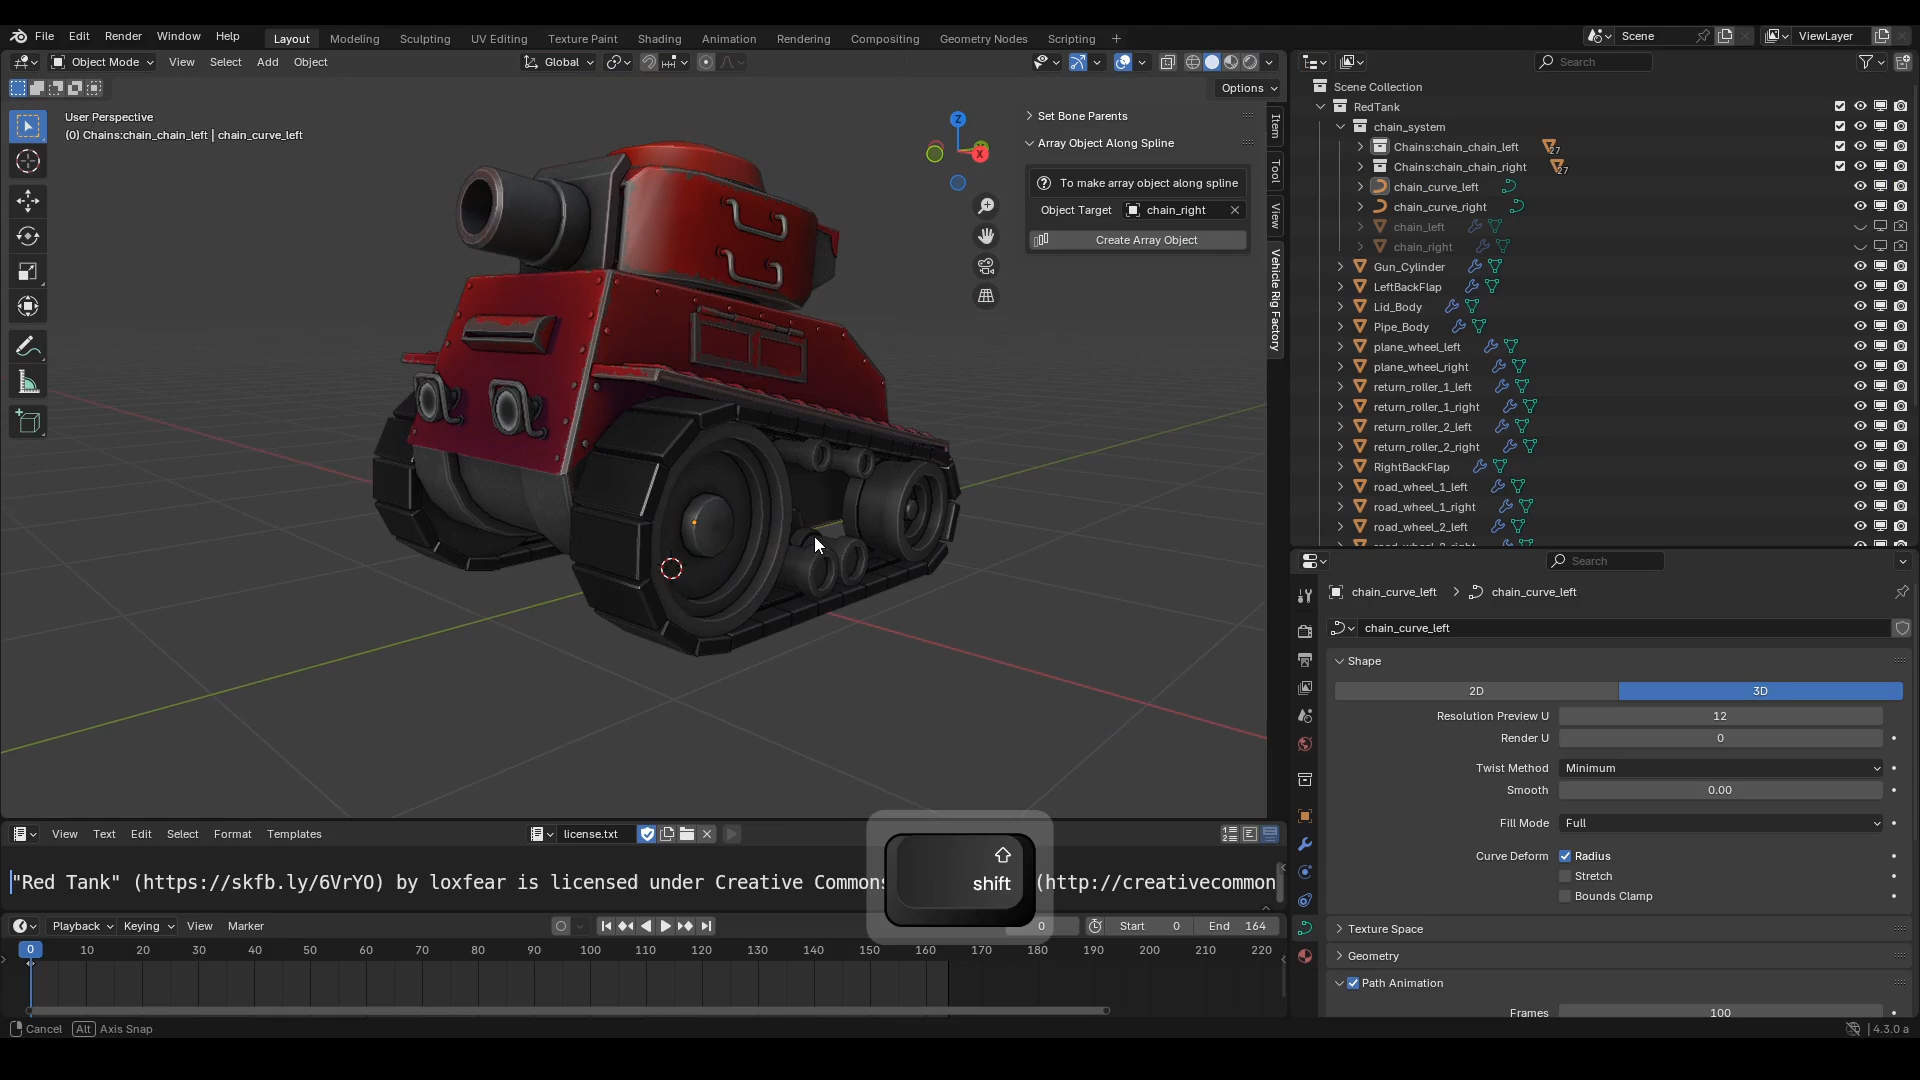 File Edit Render Window Help Layout Modeling Sculpting UV Editing Texture Paint Shading Animation Rendering Compositing Geometry Nodes Scripting + Scene ViewLayer
Object Mode View Select Add Object Global Search
Options
User Perspective
(0) Chains:chain_chain_left | chain_curve_left
Z
X
Set Bone Parents
Array Object Along Spline
To make array object along spline
Object Target chain_right
Create Array Object
Item
Tool
View
Vehicle Rig Factory
Scene Collection
RedTank
chain_system
Chains:chain_chain_left 27
Chains:chain_chain_right 27
chain_curve_left
chain_curve_right
chain_left
chain_right
Gun_Cylinder
LeftBackFlap
Lid_Body
Pipe_Body
plane_wheel_left
plane_wheel_right
return_roller_1_left
return_roller_1_right
return_roller_2_left
return_roller_2_right
RightBackFlap
road_wheel_1_left
road_wheel_1_right
road_wheel_2_left
Search
chain_curve_left > chain_curve_left
chain_curve_left
Shape
2D 3D
Resolution Preview U 12
Render U 0
Twist Method Minimum
Smooth 0.00
Fill Mode Full
Curve Deform Radius
Stretch
Bounds Clamp
Texture Space
Geometry
Path Animation
Frames 100
View Text Edit Select Format Templates license.txt
"Red Tank" (https://skfb.ly/6VrYO) by loxfear is licensed under Creative Commons (http://creativecommon
shift
Playback Keying View Marker 0 Start 0 End 164
0 10 20 30 40 50 60 70 80 90 100 110 120 130 140 150 160 170 180 190 200 210 220
Cancel Alt Axis Snap 4.3.0 a